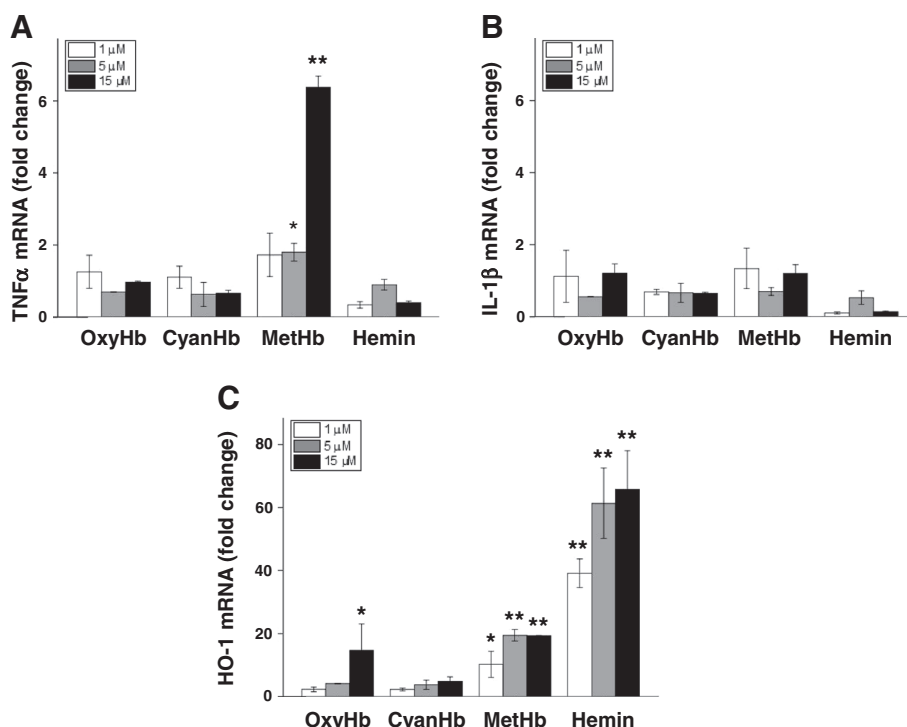 A
1 µM
5 µM
15 µM
TNFα mRNA (fold change)
6
4
2
0
**
*
OxyHb CyanHb MetHb Hemin
B
1 µM
5 µM
15 µM
IL-1β mRNA (fold change)
6
4
2
0
OxyHb CyanHb MetHb Hemin
C
1 µM
5 µM
15 µM
HO-1 mRNA (fold change)
80
60
40
20
0
*
* ** **
** ** **
OxyHb CyanHb MetHb Hemin